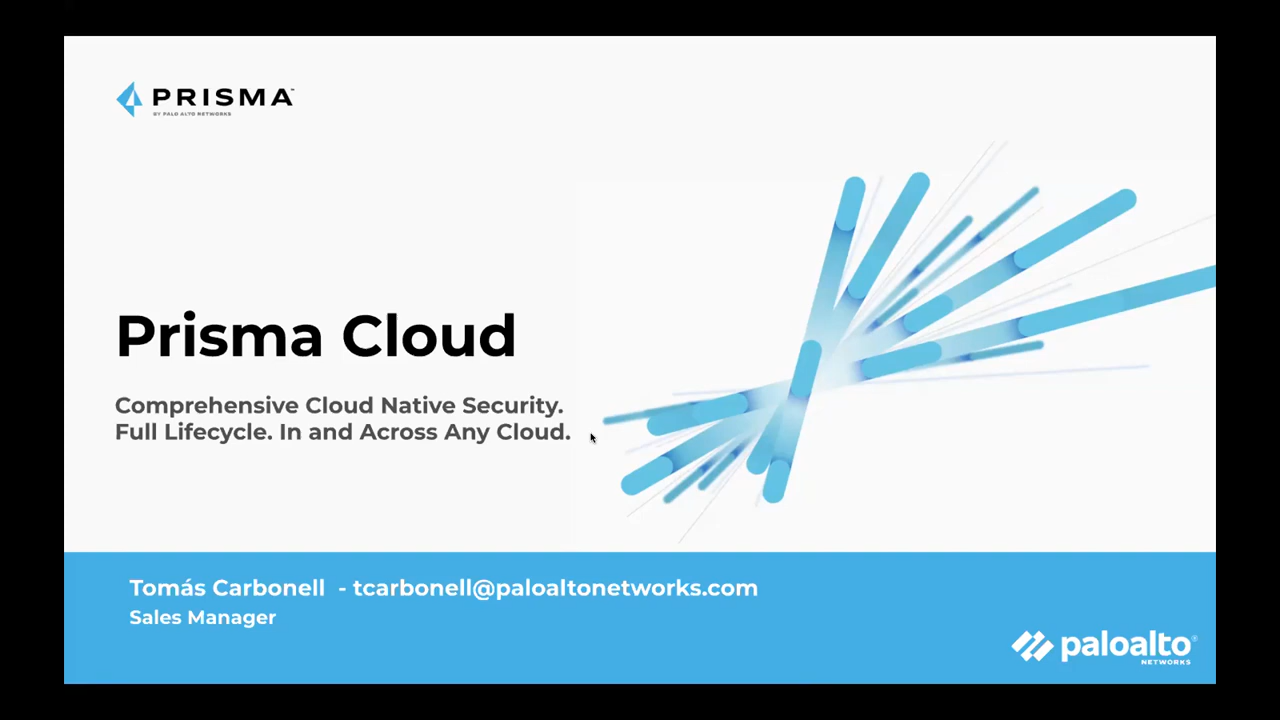 PRISMA™
BY PALO ALTO NETWORKS
Prisma Cloud
Comprehensive Cloud Native Security.
Full Lifecycle. In and Across Any Cloud.
Tomás Carbonell - tcarbonell@paloaltonetworks.com
Sales Manager
paloalto®
NETWORKS